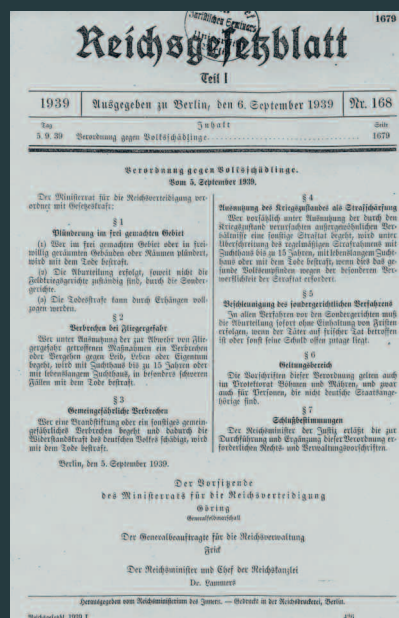 1679
Juristischen Seminars
Reichsgesetzblatt
Teil I
1939 Ausgegeben zu Berlin, den 6. September 1939 Nr. 168
Tag Inhalt Seite
5. 9. 39 Verordnung gegen Volksschädlinge. 1679
Verordnung gegen Volksschädlinge.
Vom 5. September 1939.
Der Ministerrat für die Reichsverteidigung ver-
ordnet mit Gesetzeskraft:
§ 1
Plünderung im frei gemachten Gebiet
(1) Wer im frei gemachten Gebiet oder in frei-
willig geräumten Gebäuden oder Räumen plündert,
wird mit dem Tode bestraft.
(2) Die Aburteilung erfolgt, soweit nicht die
Feldkriegsgerichte zuständig sind, durch die Sonder-
gerichte.
(3) Die Todesstrafe kann durch Erhängen voll-
zogen werden.
§ 2
Verbrechen bei Fliegergefahr
Wer unter Ausnutzung der zur Abwehr von Flie-
gergefahr getroffenen Maßnahmen ein Verbrechen
oder Vergehen gegen Leib, Leben oder Eigentum
begeht, wird mit Zuchthaus bis zu 15 Jahren oder
mit lebenslangem Zuchthaus, in besonders schweren
Fällen mit dem Tode bestraft.
§ 3
Gemeingefährliche Verbrechen
Wer eine Brandstiftung oder ein sonstiges gemein-
gefährliches Verbrechen begeht und dadurch die
Widerstandskraft des deutschen Volkes schädigt, wird
mit dem Tode bestraft.
§ 4
Ausnutzung des Kriegszustandes als Strafschärfung
Wer vorsätzlich unter Ausnutzung der durch den
Kriegszustand verursachten außergewöhnlichen Ver-
hältnisse eine sonstige Straftat begeht, wird unter
Überschreitung des regelmäßigen Strafrahmens mit
Zuchthaus bis zu 15 Jahren, mit lebenslangem Zucht-
haus oder mit dem Tode bestraft, wenn dies das ge-
sunde Volksempfinden wegen der besonderen Ver-
werflichkeit der Straftat erfordert.
§ 5
Beschleunigung des sondergerichtlichen Verfahrens
In allen Verfahren vor den Sondergerichten muß
die Aburteilung sofort ohne Einhaltung von Fristen
erfolgen, wenn der Täter auf frischer Tat betroffen
ist oder sonst seine Schuld offen zutage liegt.
§ 6
Geltungsbereich
Die Vorschriften dieser Verordnung gelten auch
im Protektorat Böhmen und Mähren, und zwar
auch für Personen, die nicht deutsche Staatsange-
hörige sind.
§ 7
Schlußbestimmungen
Der Reichsminister der Justiz erläßt die zur
Durchführung und Ergänzung dieser Verordnung er-
forderlichen Rechts- und Verwaltungsvorschriften.
Berlin, den 5. September 1939.
Der Vorsitzende
des Ministerrats für die Reichsverteidigung
Göring
Generalfeldmarschall
Der Generalbevollmächtigte für die Reichsverwaltung
Frick
Der Reichsminister und Chef der Reichskanzlei
Dr. Lammers
Herausgegeben vom Reichsministerium des Innern. — Gedruckt in der Reichsdruckerei, Berlin.
Reichsgesetzbl. 1939 I